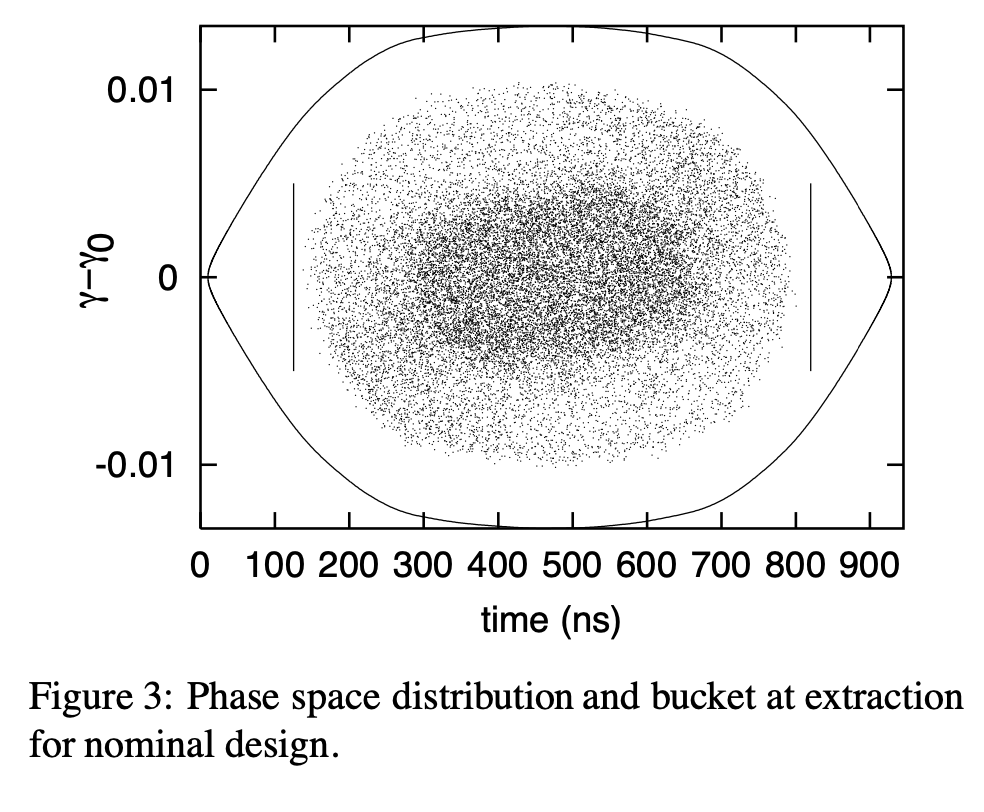 0.01
γ−γ0
0
-0.01
0 100 200 300 400 500 600 700 800 900
time (ns)
Figure 3: Phase space distribution and bucket at extraction
for nominal design.